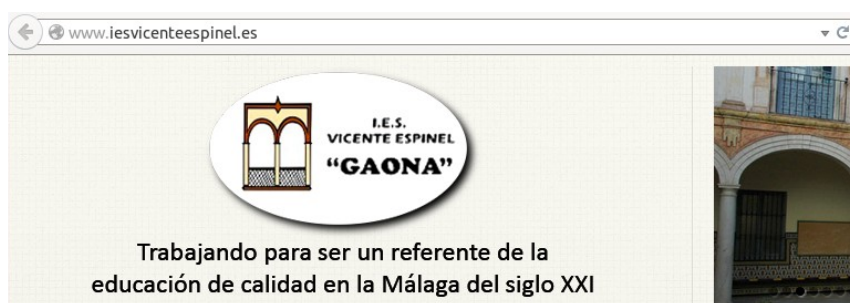 www.iesvicenteespinel.es
I.E.S.
VICENTE ESPINEL
“GAONA”
Trabajando para ser un referente de la
educación de calidad en la Málaga del siglo XXI